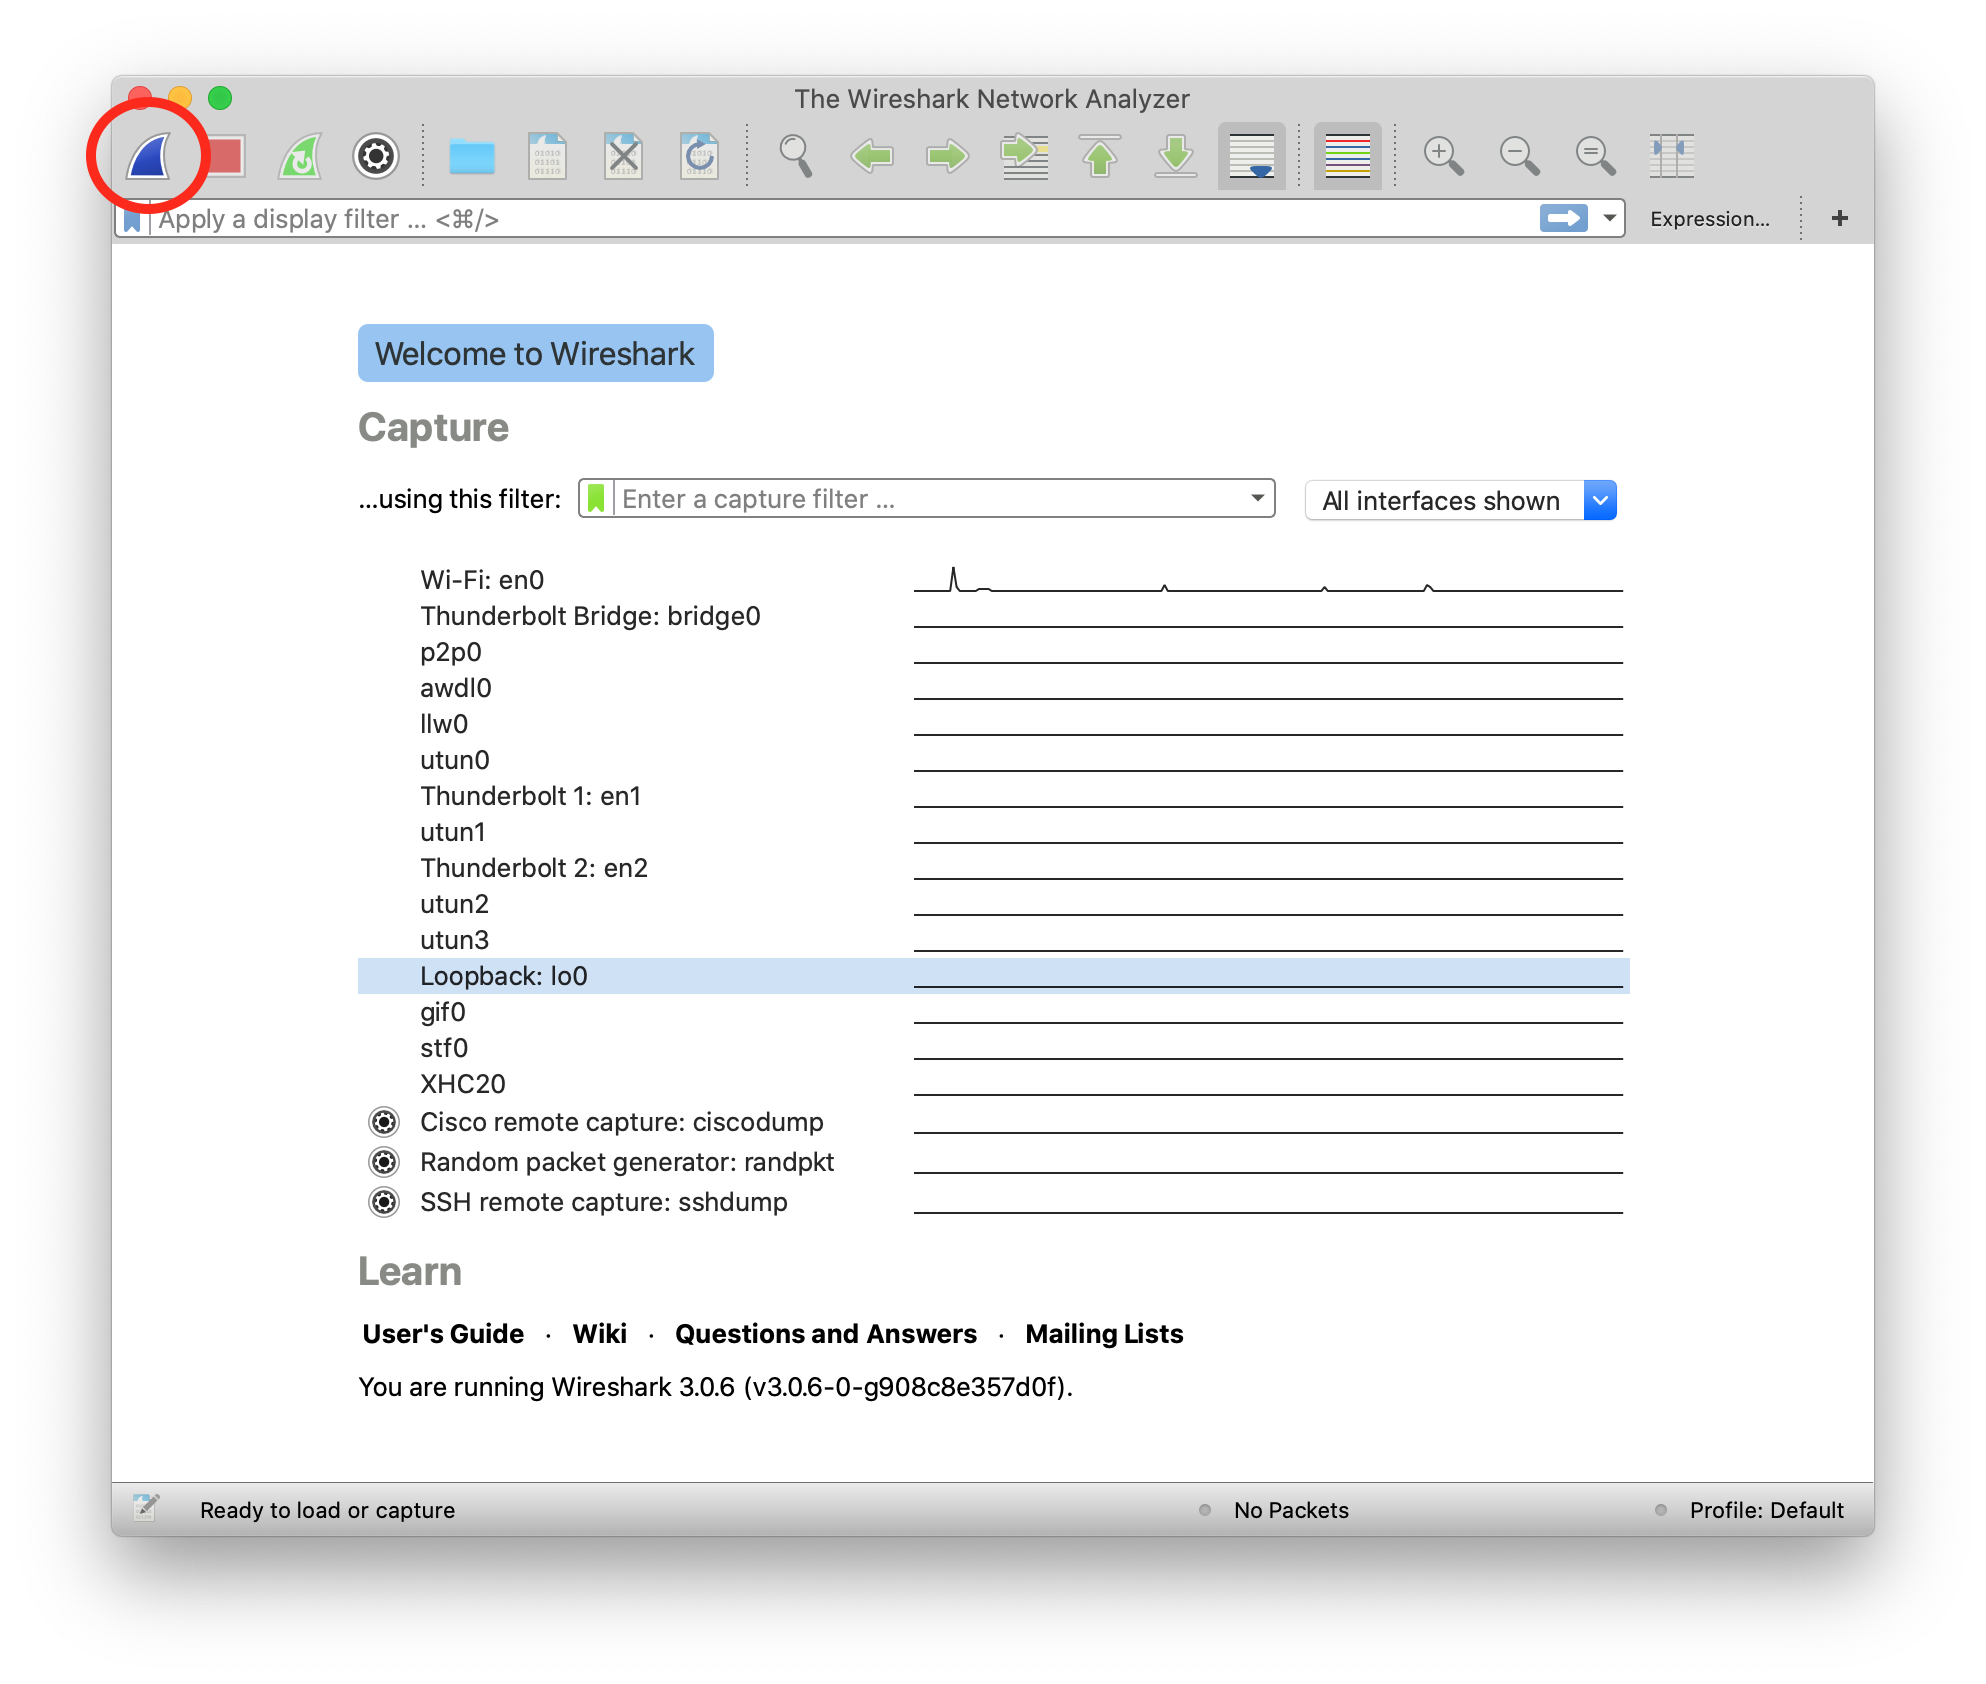 The Wireshark Network Analyzer
Apply a display filter ... <⌘/>
Expression...
+
Welcome to Wireshark
Capture
...using this filter:
Enter a capture filter ...
All interfaces shown
Wi-Fi: en0
Thunderbolt Bridge: bridge0
p2p0
awdl0
llw0
utun0
Thunderbolt 1: en1
utun1
Thunderbolt 2: en2
utun2
utun3
Loopback: lo0
gif0
stf0
XHC20
Cisco remote capture: ciscodump
Random packet generator: randpkt
SSH remote capture: sshdump
Learn
User's Guide · Wiki · Questions and Answers · Mailing Lists
You are running Wireshark 3.0.6 (v3.0.6-0-g908c8e357d0f).
Ready to load or capture
No Packets
Profile: Default